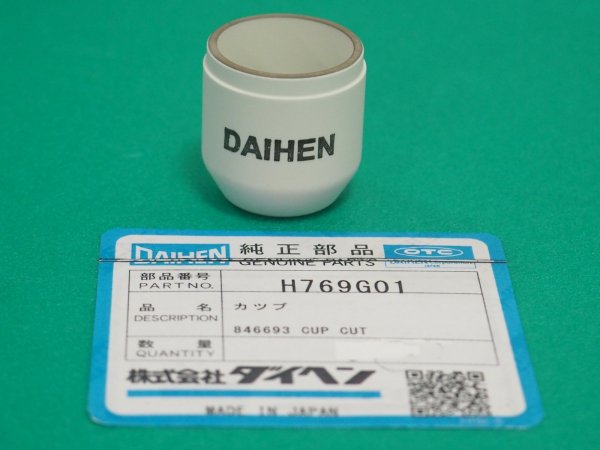 DAIHEN
DAIHEN 純正部品 OTC
GENUINE PARTS
部品番号 H769G01
PART NO.
品名 カツプ
DESCRIPTION 846693 CUP CUT
数量
QUANTITY
株式会社ダイヘン
MADE IN JAPAN